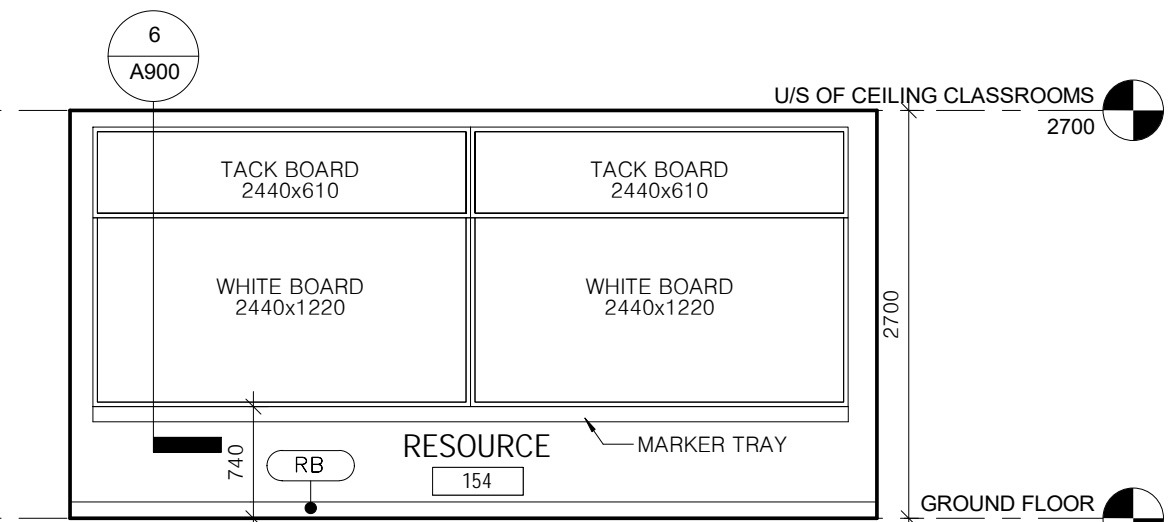 6
A900
U/S OF CEILING CLASSROOMS
2700
TACK BOARD
2440x610
TACK BOARD
2440x610
WHITE BOARD
2440x1220
WHITE BOARD
2440x1220
2700
740
RB
RESOURCE
154
MARKER TRAY
GROUND FLOOR